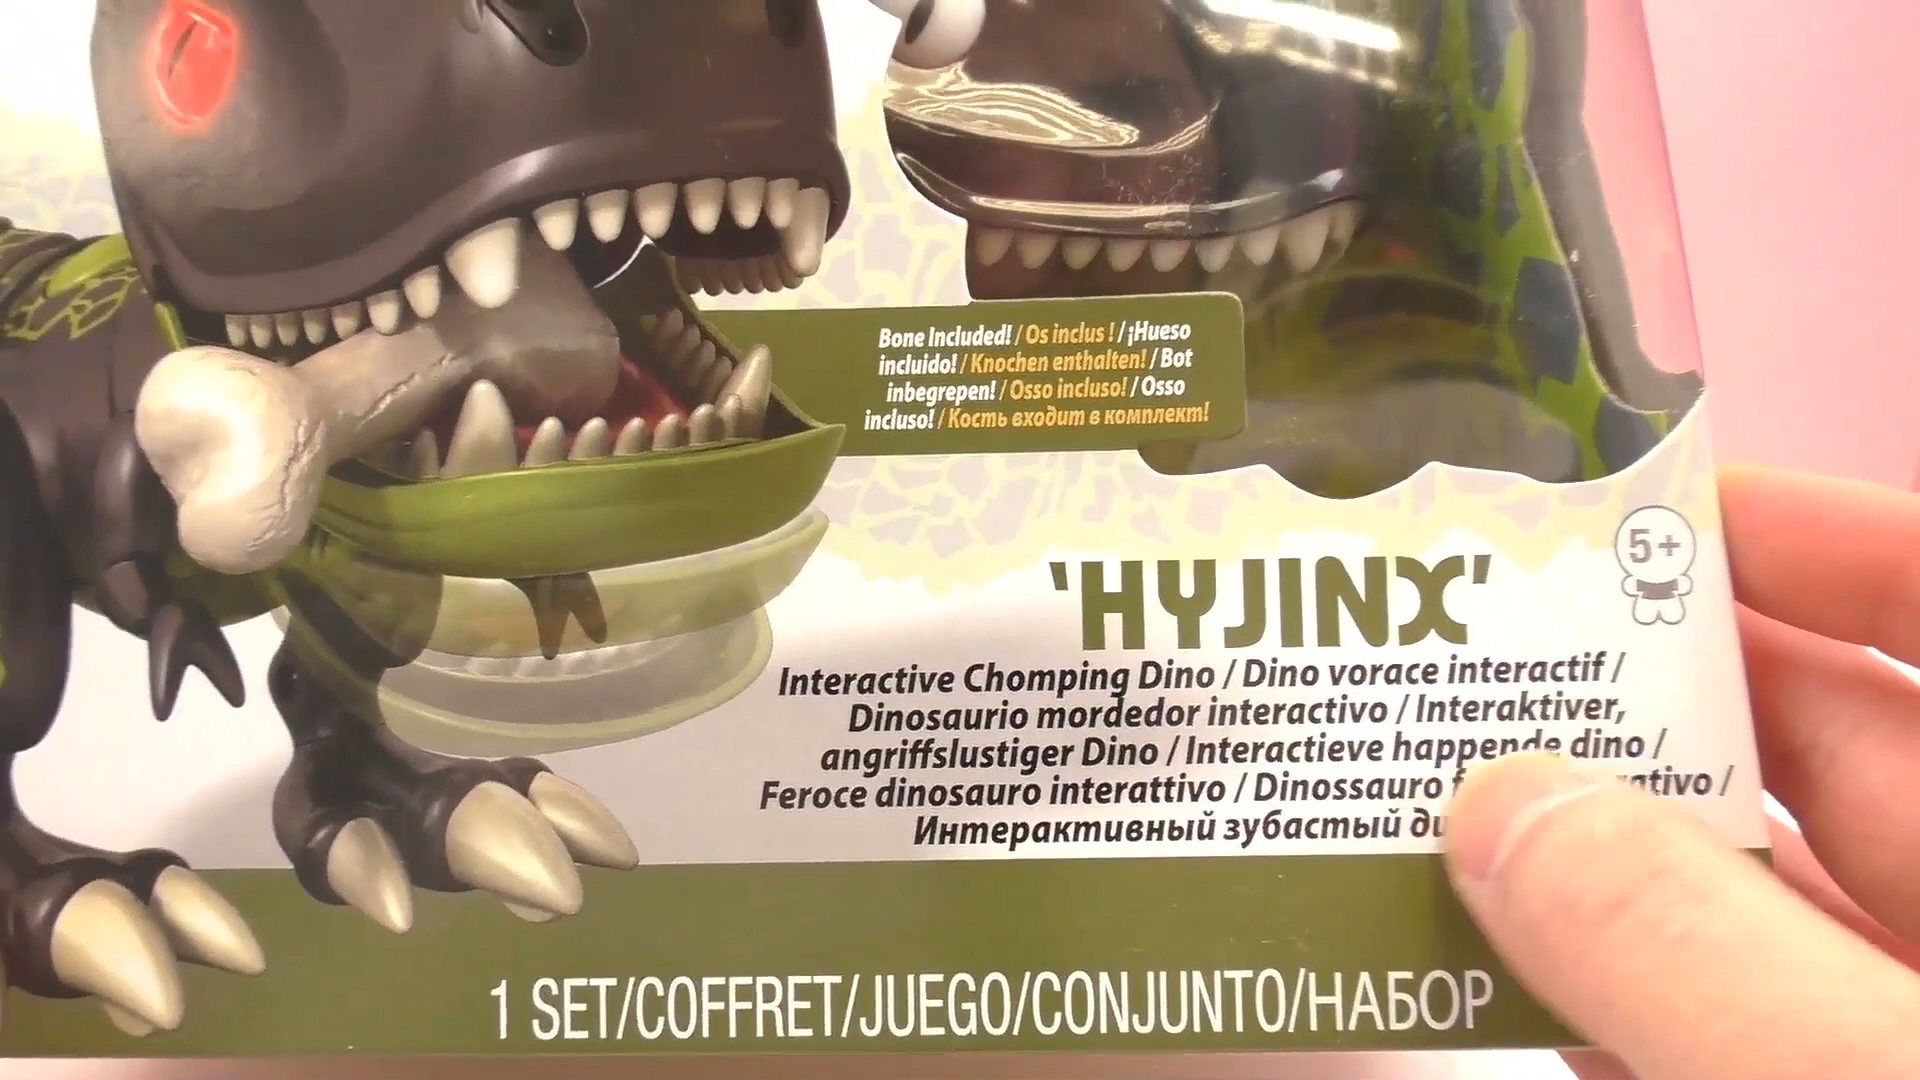 Bone Included! / Os inclus ! / ¡Hueso
incluido! / Knochen enthalten! / Bot
inbegrepen! / Osso incluso! / Osso
incluso! / Кость входит в комплект!
5+
'HYJINX'
Interactive Chomping Dino / Dino vorace interactif /
Dinosaurio mordedor interactivo / Interaktiver,
angriffslustiger Dino / Interactieve happende dino /
Feroce dinosauro interattivo / Dinossauro /
Интерактивный зубастый
1 SET/COFFRET/JUEGO/CONJUNTO/НАБОР